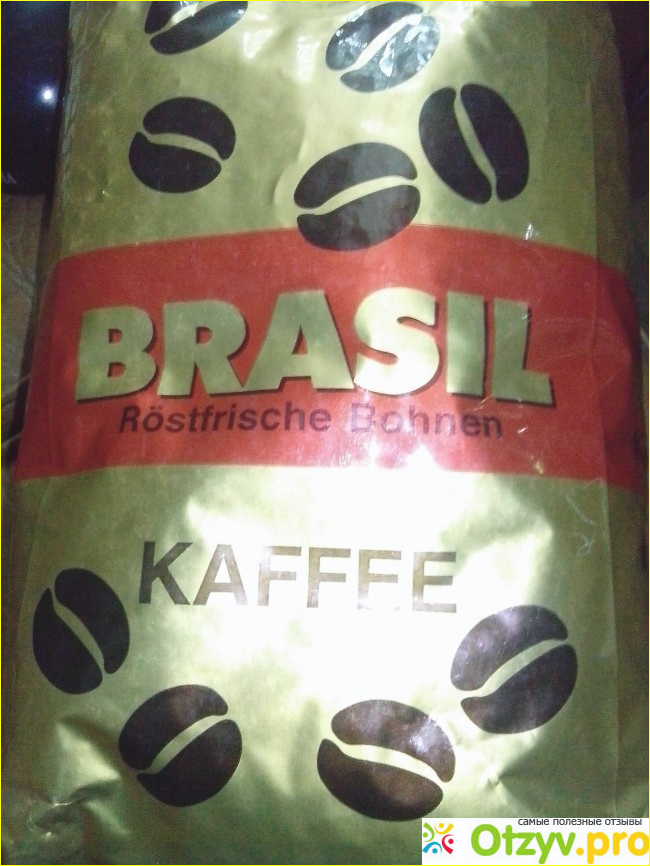 BRASIL
Röstfrische Bohnen
KAFFEE
самые полезные отзывы
Otzyv.pro